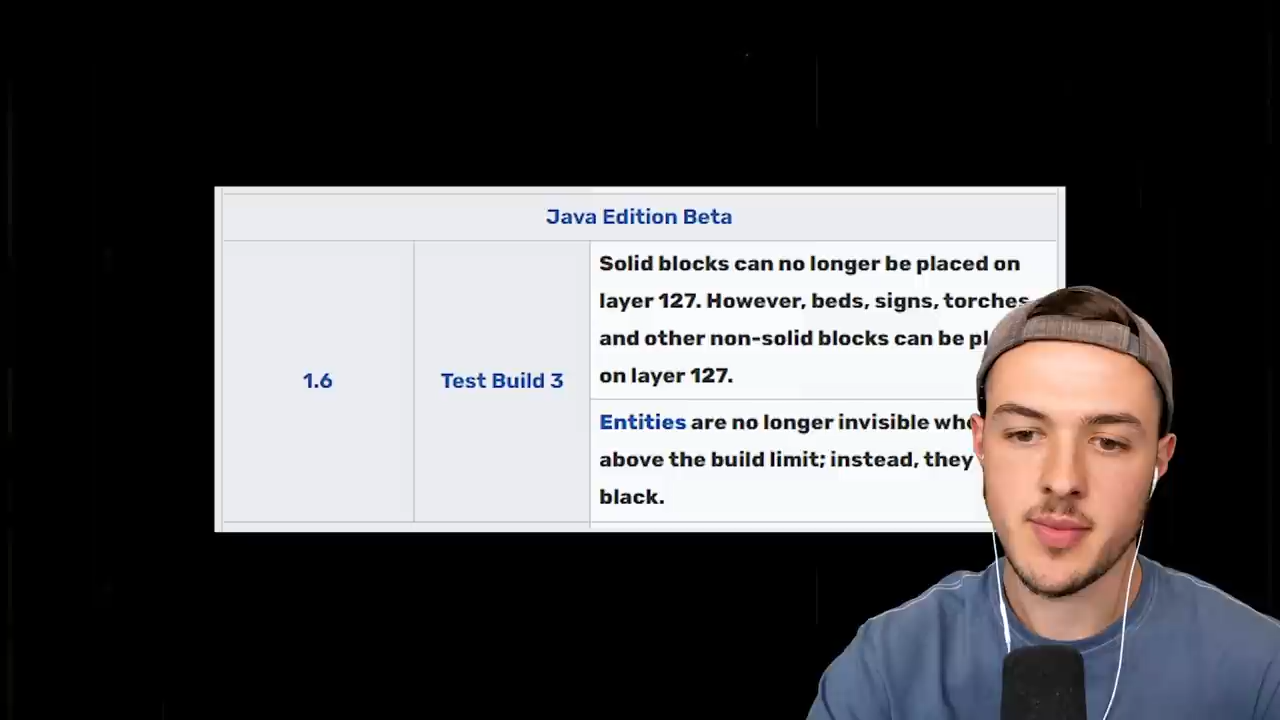 Java Edition Beta
1.6
Test Build 3
Solid blocks can no longer be placed on
layer 127. However, beds, signs, torches
and other non-solid blocks can be
on layer 127.
Entities are no longer invisible
above the build limit; instead, they
black.